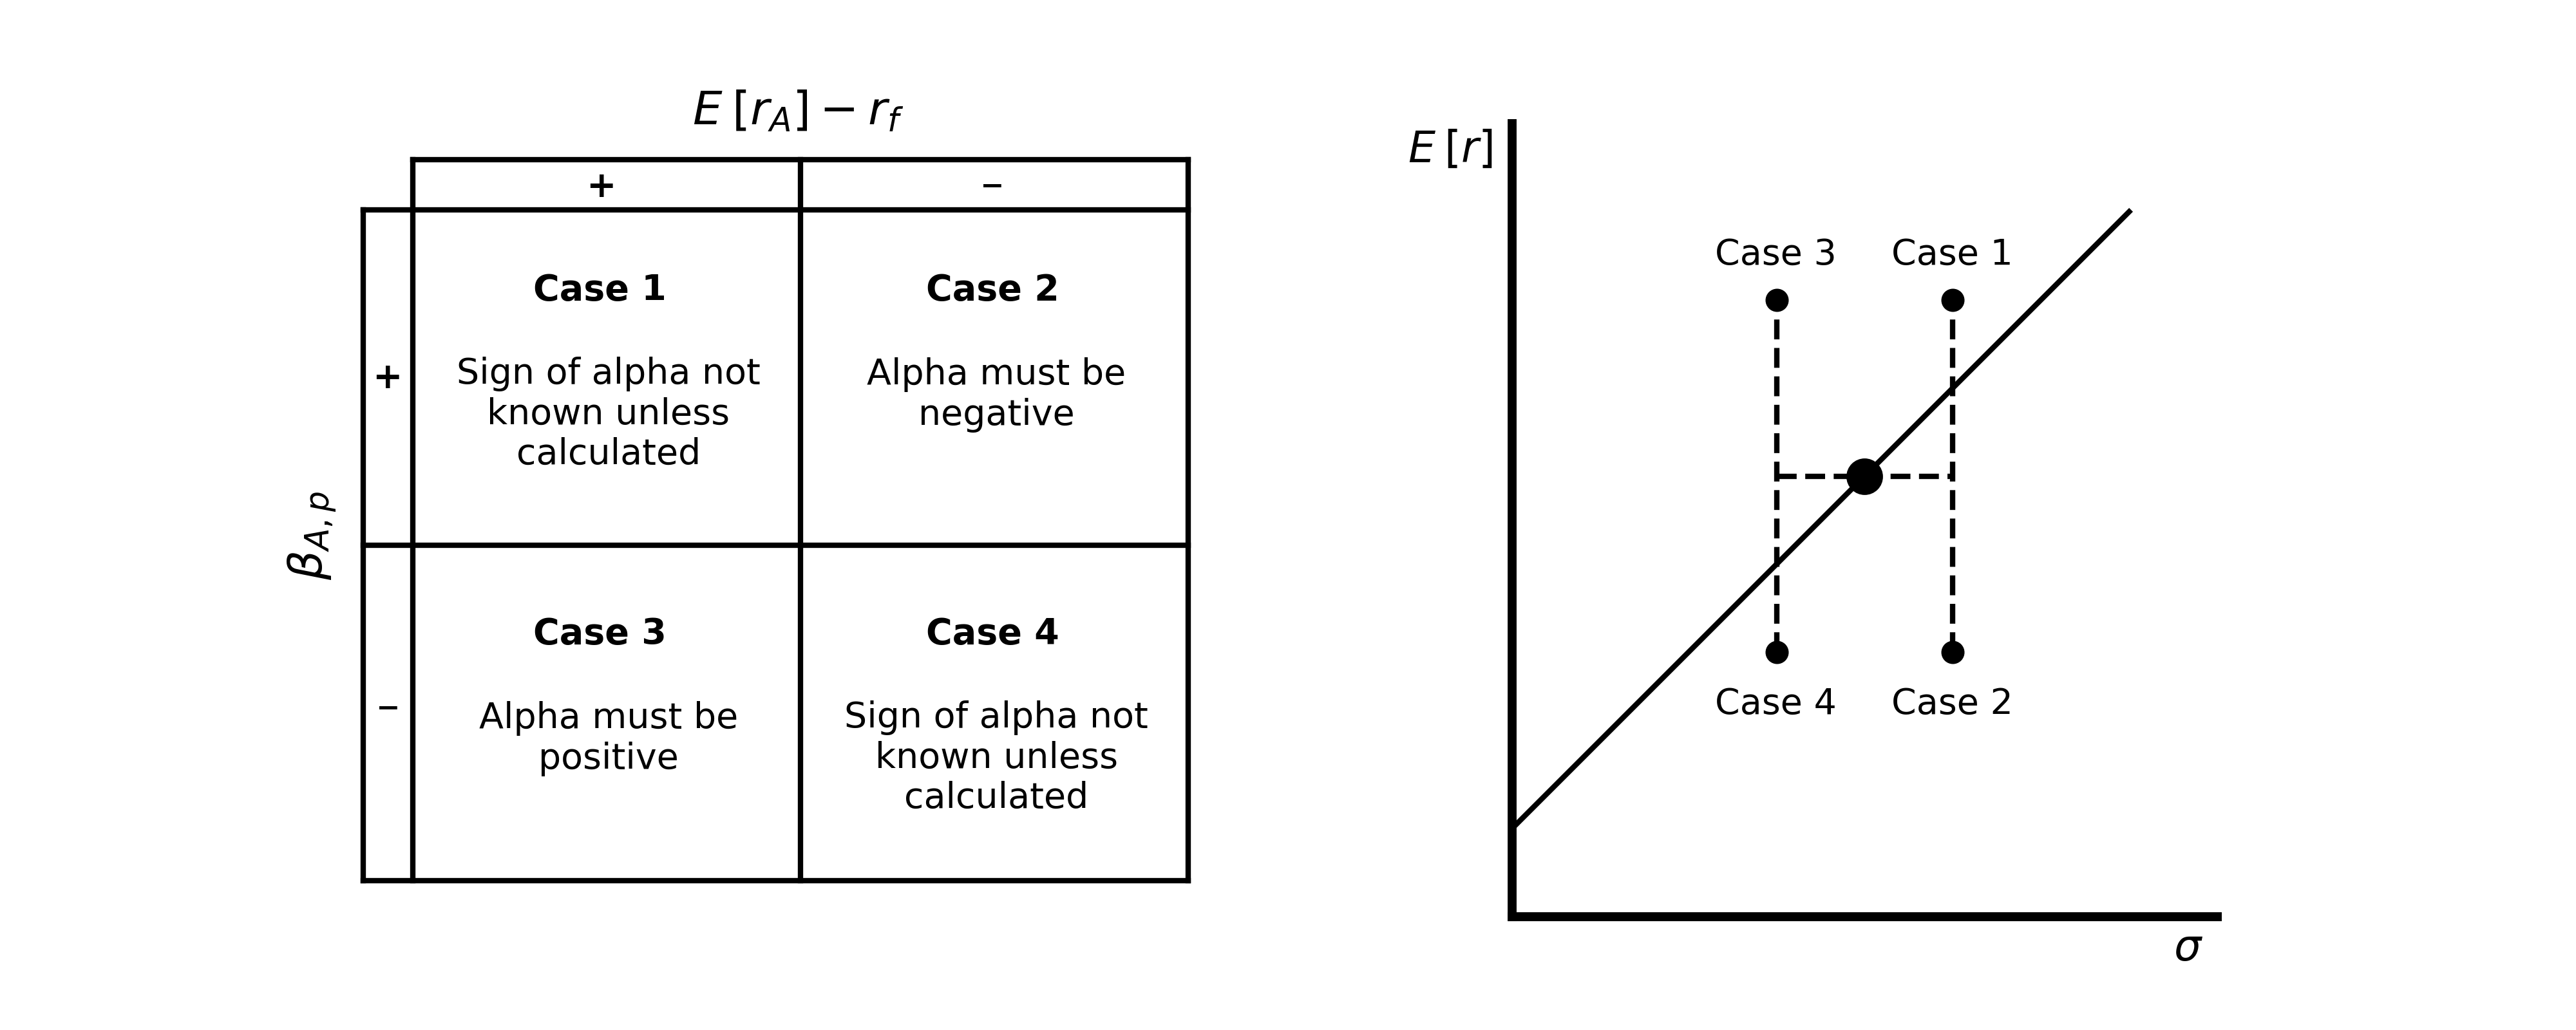 E [r_A] − r_f
+
–
Case 1
Sign of alpha not
known unless
calculated
Case 2
Alpha must be
negative
+
β_{A, p}
Case 3
Alpha must be
positive
Case 4
Sign of alpha not
known unless
calculated
–
E [r]
Case 3
Case 1
Case 4
Case 2
σ